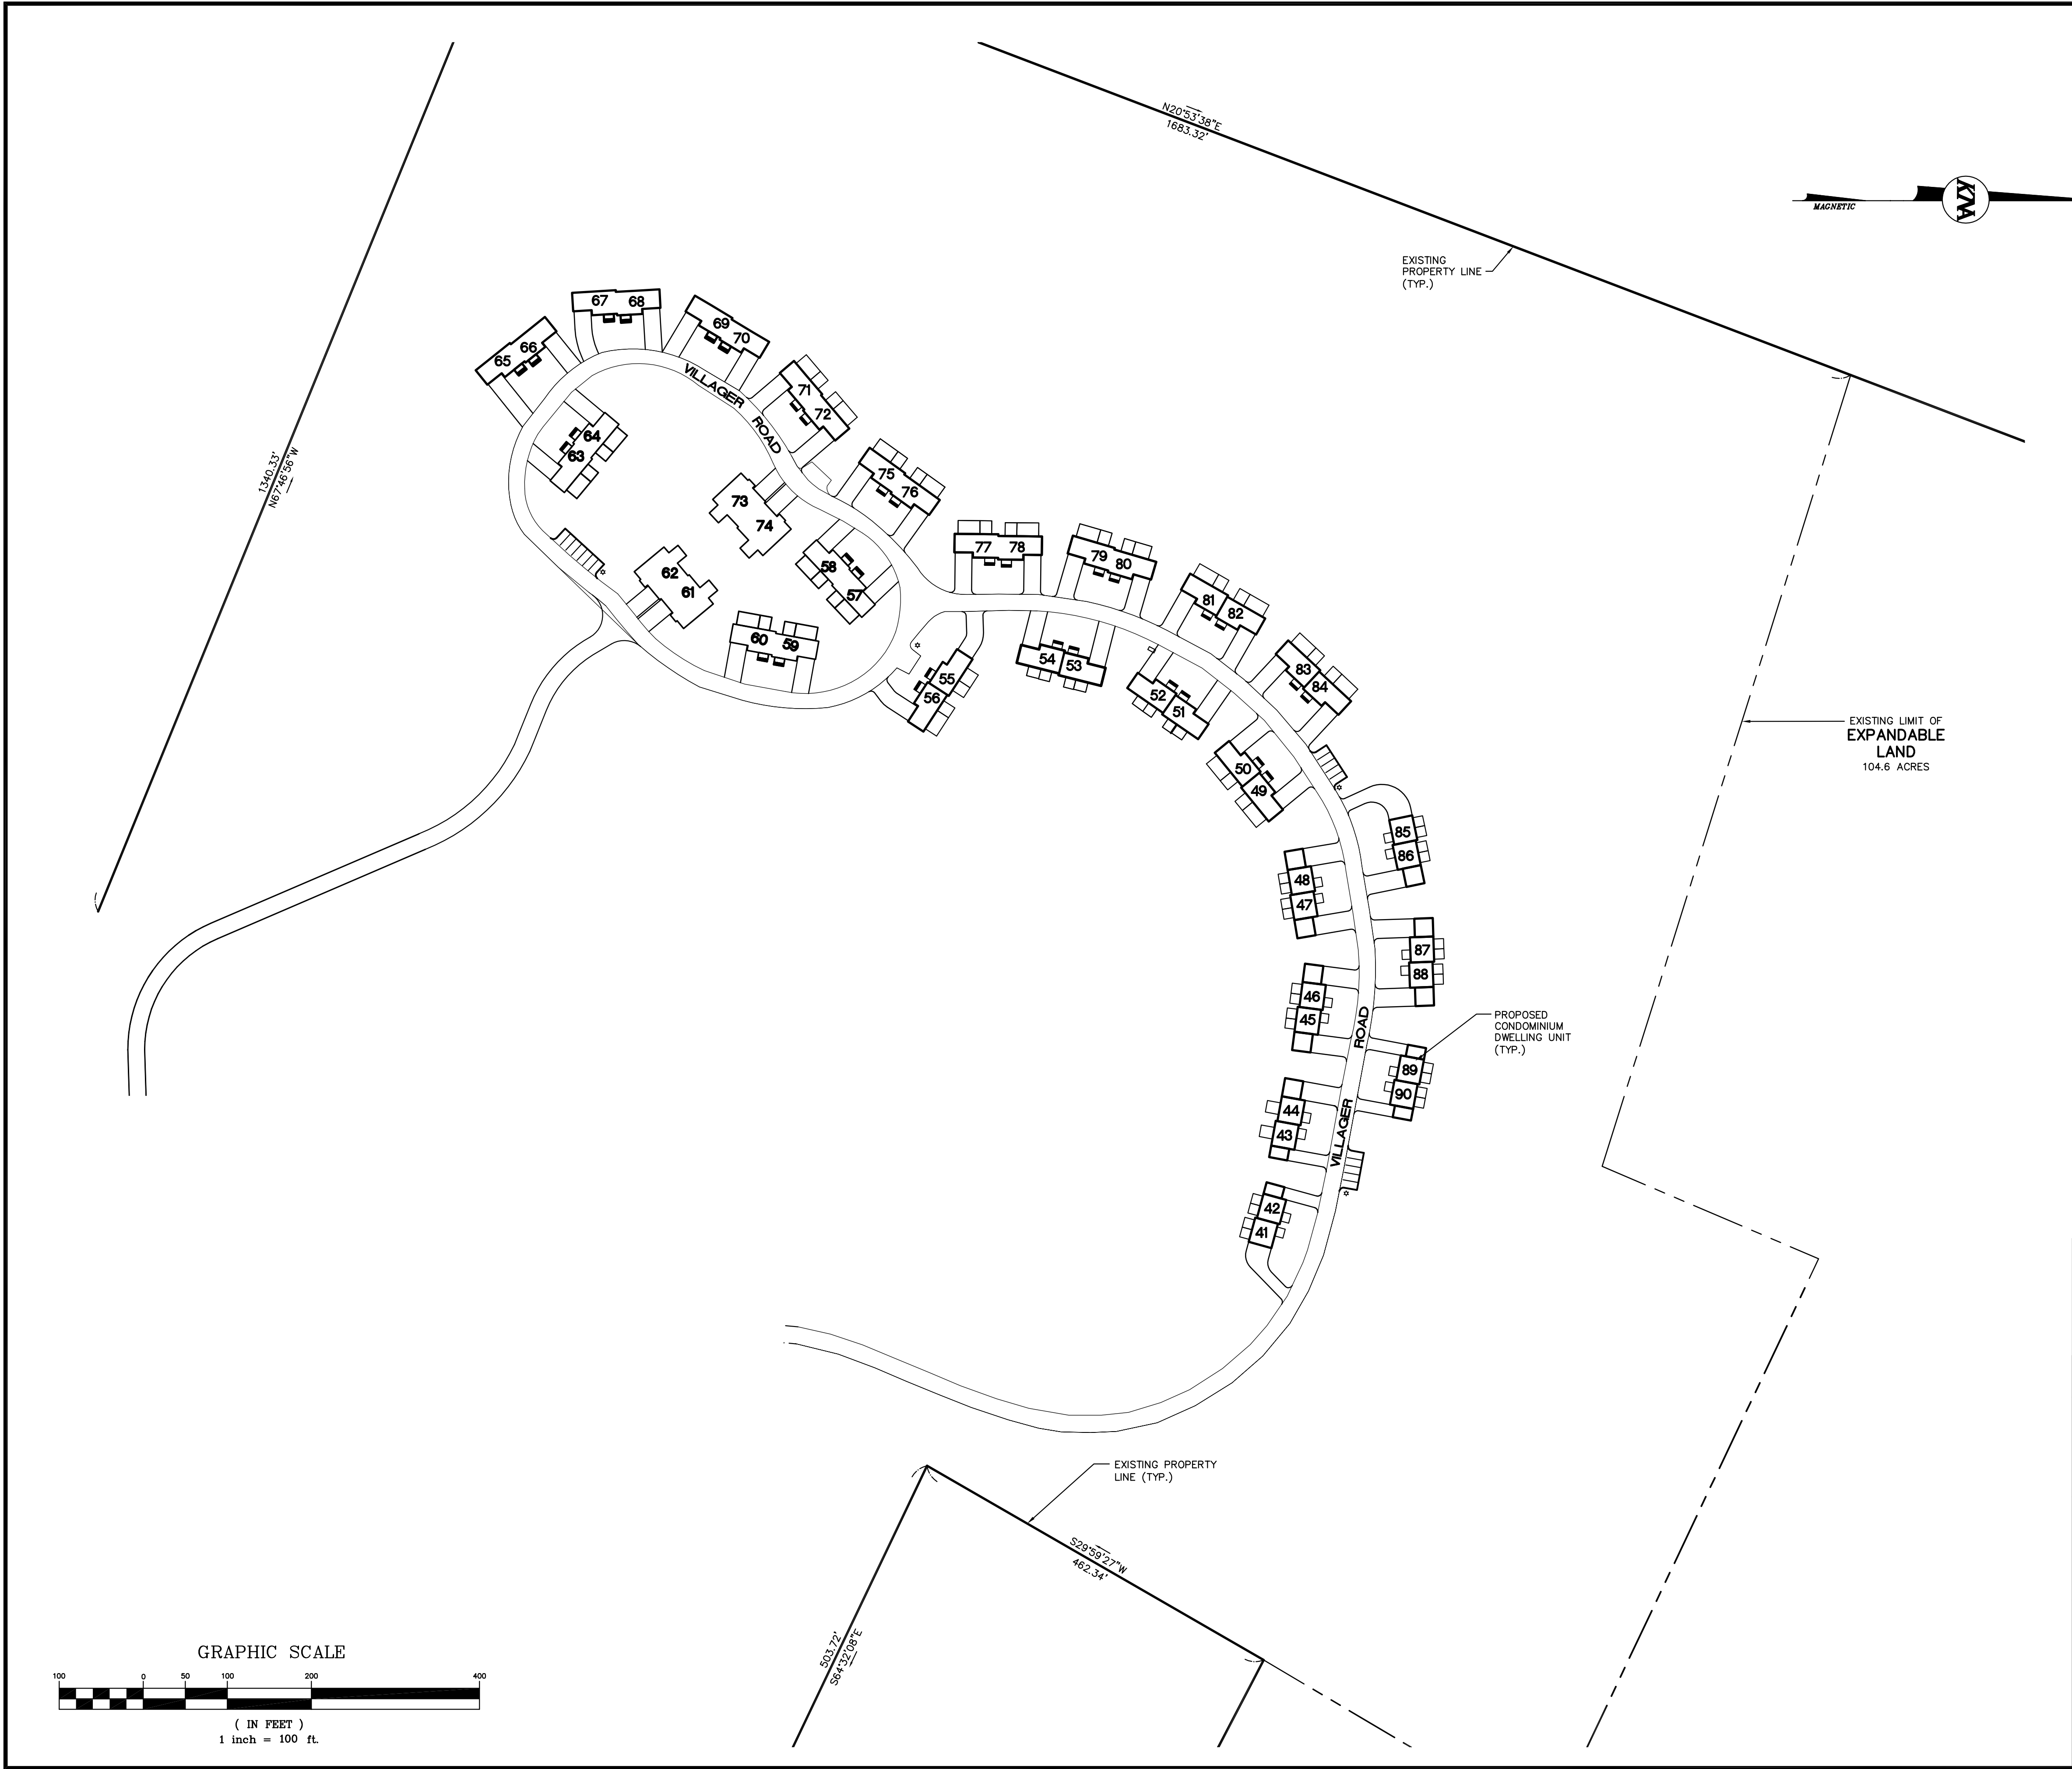 N20°53'38"E
1683.32'
KNA
MAGNETIC
EXISTING
PROPERTY LINE
(TYP.)
1340.33'
N67°46'56"W
67
68
69
70
65
66
VILLAGER
ROAD
71
72
64
63
75
76
73
74
77
78
79
80
62
61
58
57
81
82
60
59
54
53
55
56
52
51
83
84
50
49
EXISTING LIMIT OF
EXPANDABLE
LAND
104.6 ACRES
85
86
48
47
87
88
46
45
ROAD
VILLAGER
PROPOSED
CONDOMINIUM
DWELLING UNIT
(TYP.)
89
90
44
43
42
41
EXISTING PROPERTY
LINE (TYP.)
S29°59'27"W
462.34'
503.72'
S64°32'08"E
GRAPHIC SCALE
100 0 50 100 200 400
( IN FEET )
1 inch = 100 ft.